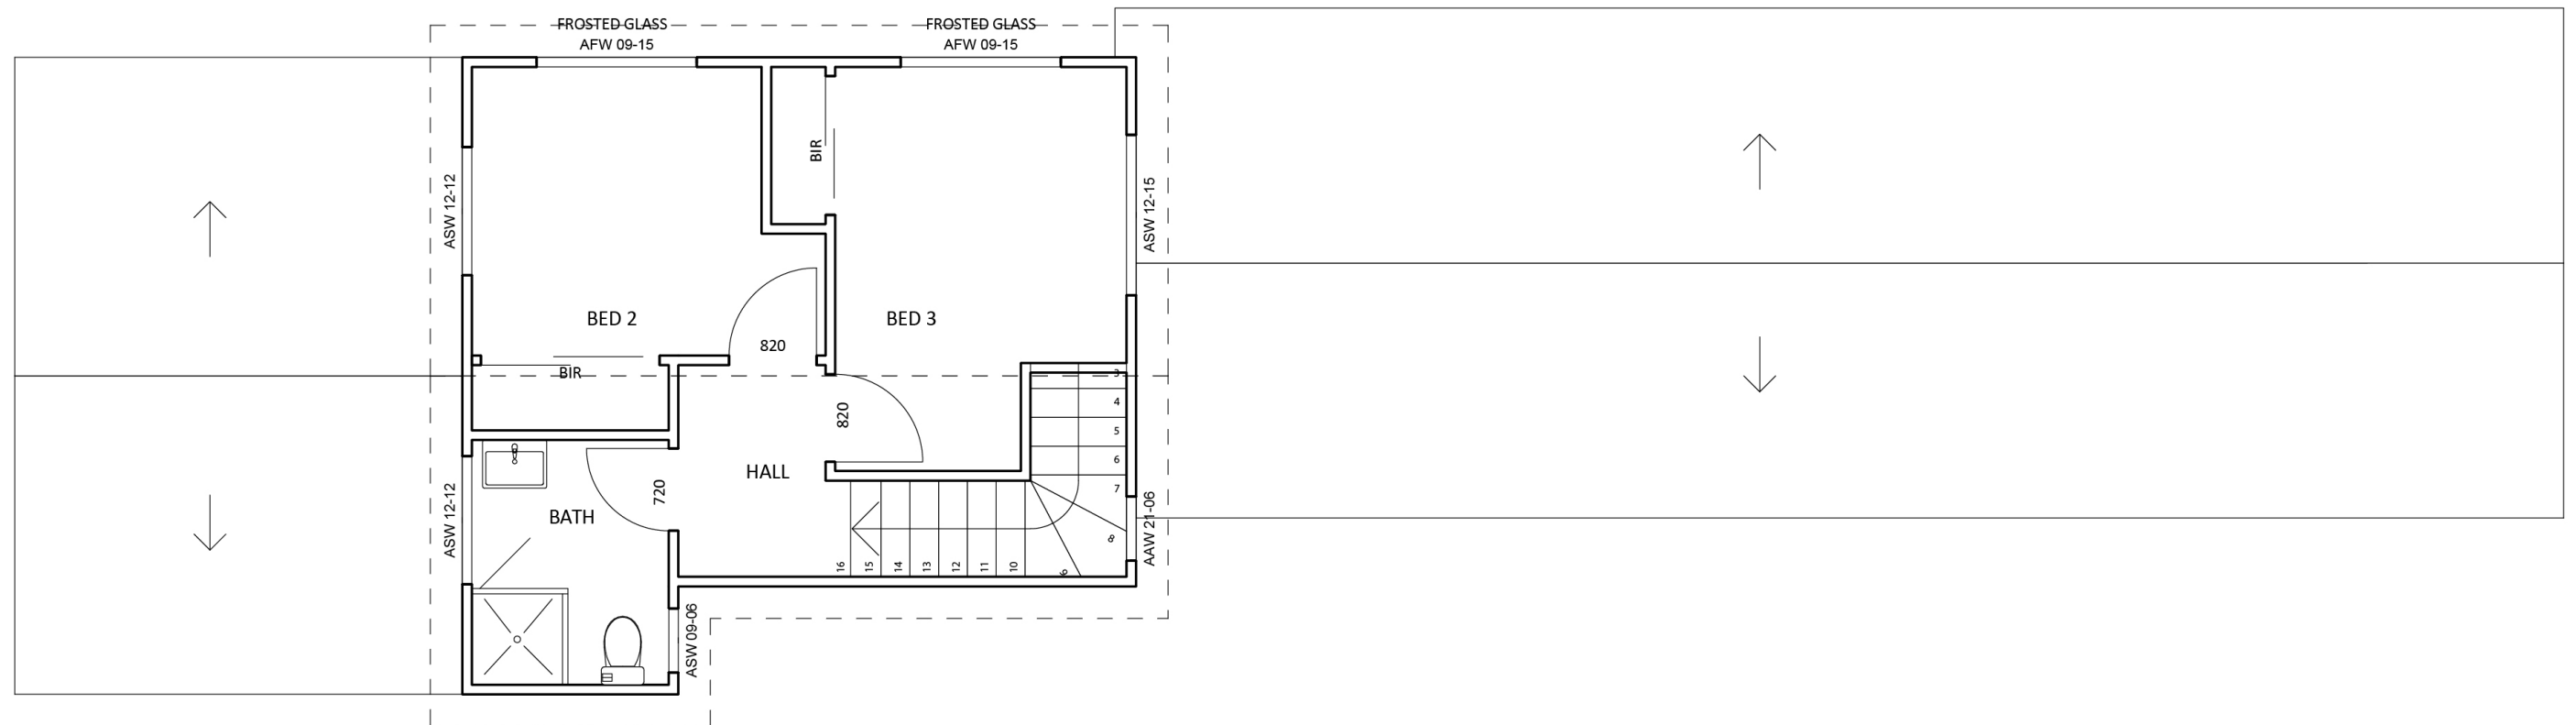 FROSTED GLASS
AFW 09-15
FROSTED GLASS
AFW 09-15
ASW 12-12
BIR
ASW 12-15
BED 2
BED 3
820
BIR
820
HALL
720
BATH
ASW 12-12
3
4
5
6
7
8
9
10
11
12
13
14
15
16
AAW 21-06
ASW 09-06